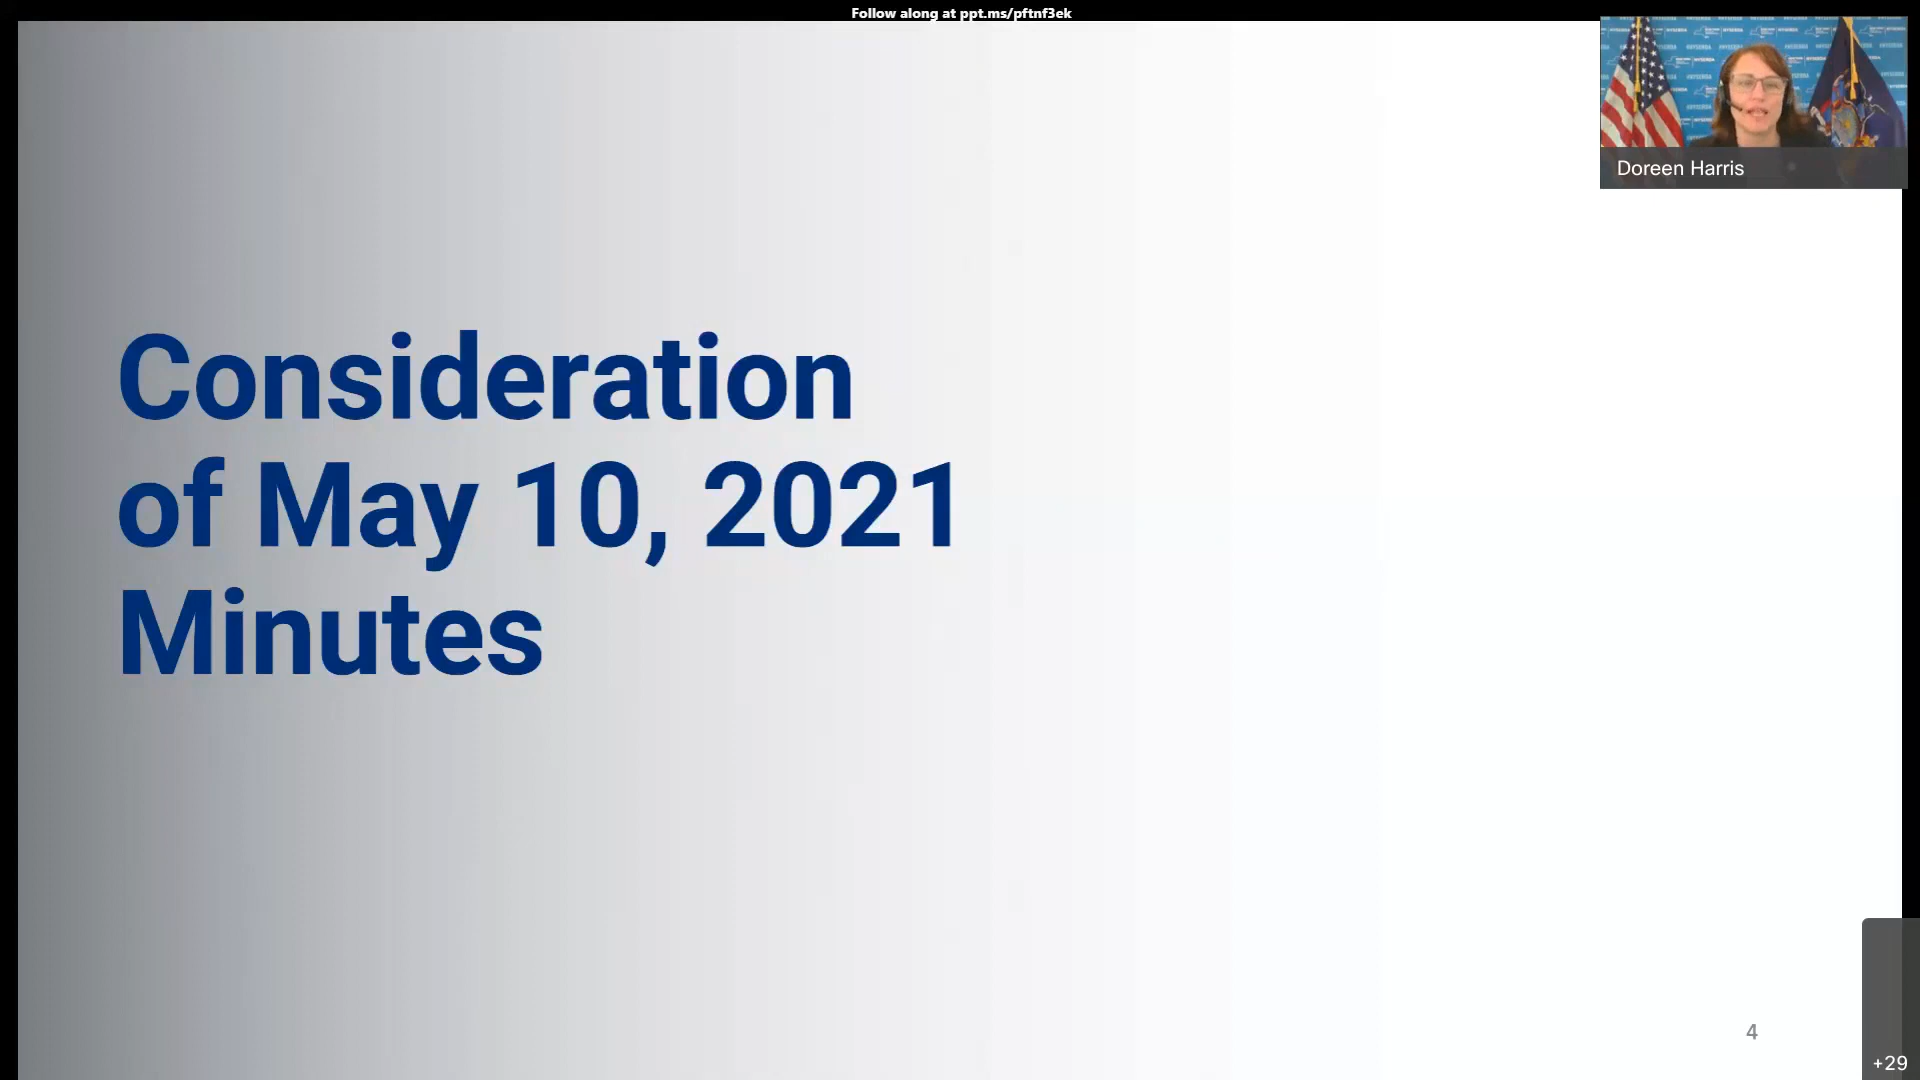 Follow along at ppt.ms/pftnf3ek
Doreen Harris
Consideration
of May 10, 2021
Minutes
4
+29